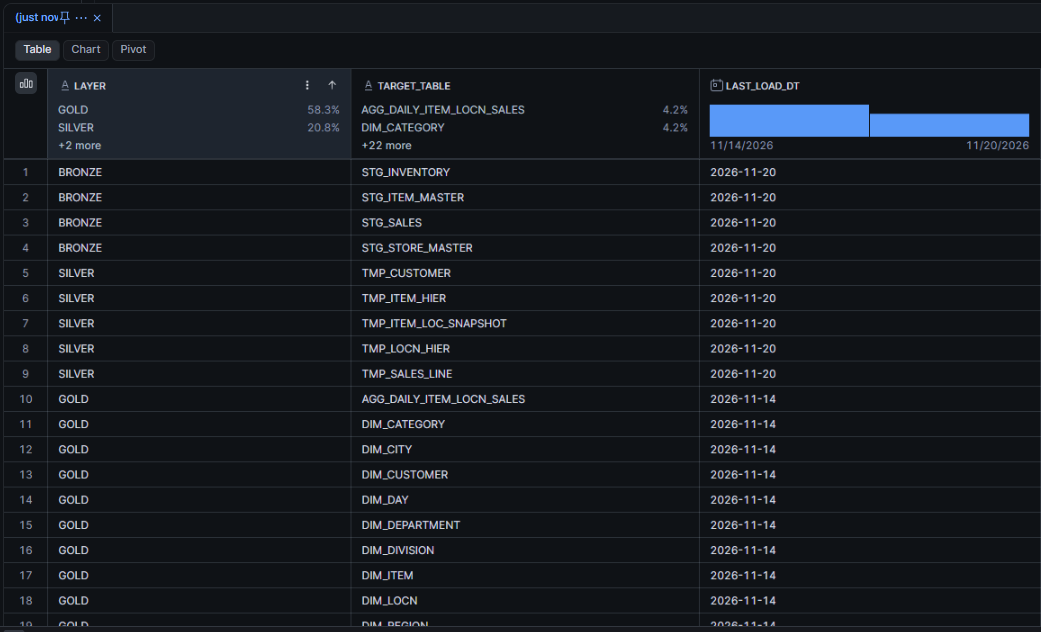 (just now ··· ×
Table Chart Pivot
A LAYER ↑ A TARGET_TABLE LAST_LOAD_DT
GOLD 58.3% AGG_DAILY_ITEM_LOCN_SALES 4.2%
SILVER 20.8% DIM_CATEGORY 4.2%
+2 more +22 more 11/14/2026 11/20/2026
1 BRONZE STG_INVENTORY 2026-11-20
2 BRONZE STG_ITEM_MASTER 2026-11-20
3 BRONZE STG_SALES 2026-11-20
4 BRONZE STG_STORE_MASTER 2026-11-20
5 SILVER TMP_CUSTOMER 2026-11-20
6 SILVER TMP_ITEM_HIER 2026-11-20
7 SILVER TMP_ITEM_LOC_SNAPSHOT 2026-11-20
8 SILVER TMP_LOCN_HIER 2026-11-20
9 SILVER TMP_SALES_LINE 2026-11-20
10 GOLD AGG_DAILY_ITEM_LOCN_SALES 2026-11-14
11 GOLD DIM_CATEGORY 2026-11-14
12 GOLD DIM_CITY 2026-11-14
13 GOLD DIM_CUSTOMER 2026-11-14
14 GOLD DIM_DAY 2026-11-14
15 GOLD DIM_DEPARTMENT 2026-11-14
16 GOLD DIM_DIVISION 2026-11-14
17 GOLD DIM_ITEM 2026-11-14
18 GOLD DIM_LOCN 2026-11-14
19 GOLD DIM_REGION 2026-11-14